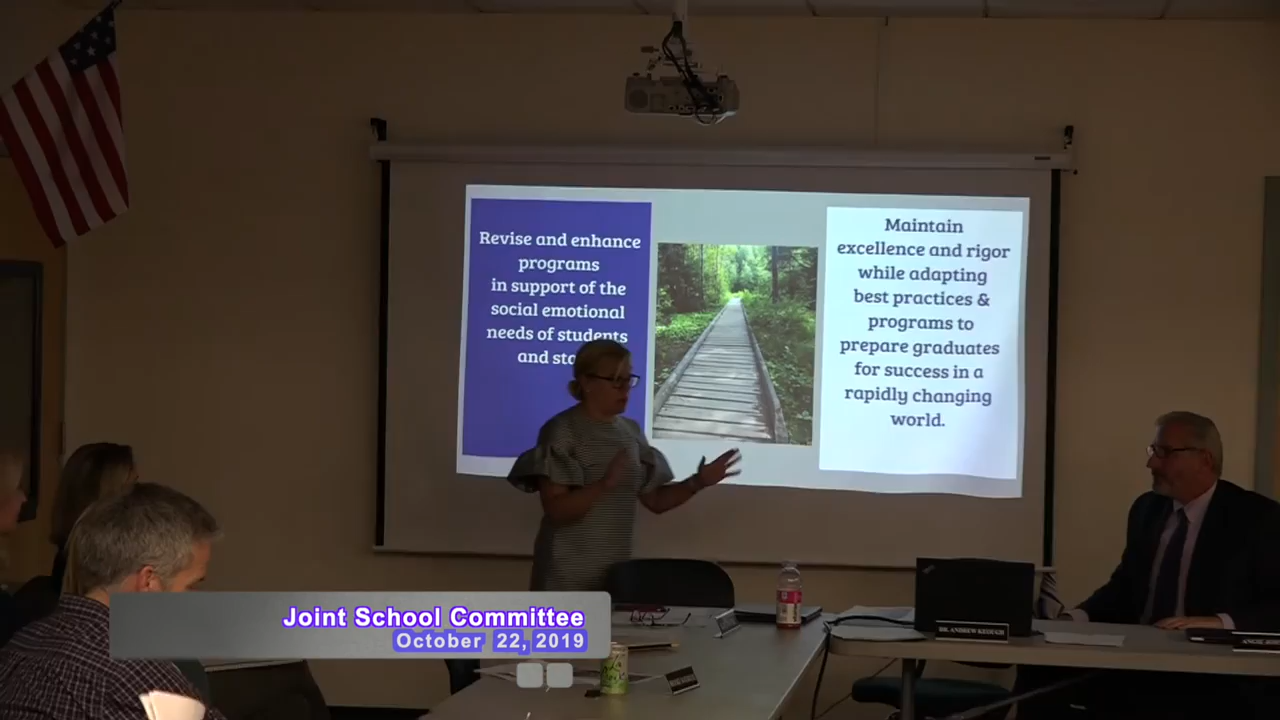 Revise and enhance
programs
in support of the
social emotional
needs of students
and
Maintain
excellence and rigor
while adapting
best practices &
programs to
prepare graduates
for success in a
rapidly changing
world.
DR. ANDREW KEOUGH
Joint School Committee
October 22, 2019